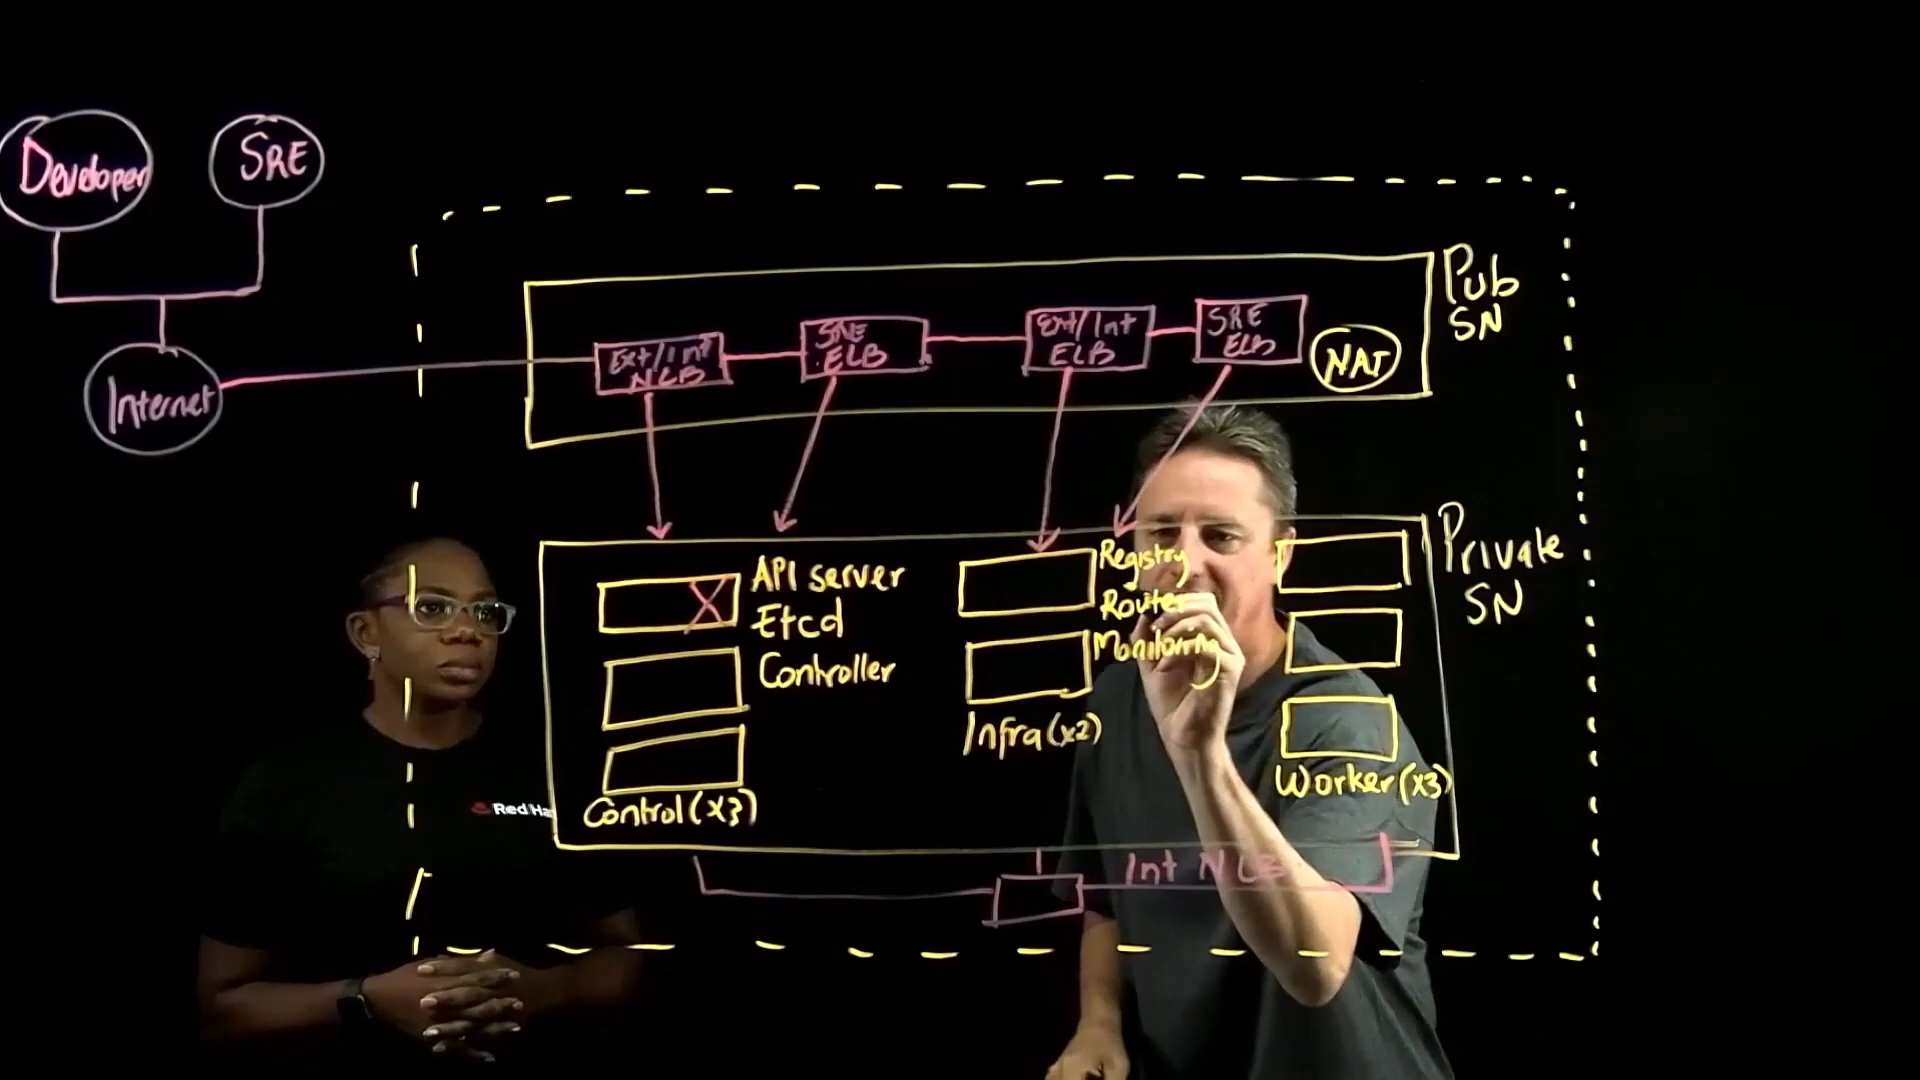 Developer
SRE
Internet
Pub
SN
Ext/Int
NLB
SRE
ELB
Ext/Int
ELB
SRE
ELB
NAT
Private
SN
API server
Etcd
Controller
Control (x3)
Registry
Router
Monitoring
Infra (x2)
Worker (x3)
Int NLB
Red Ha